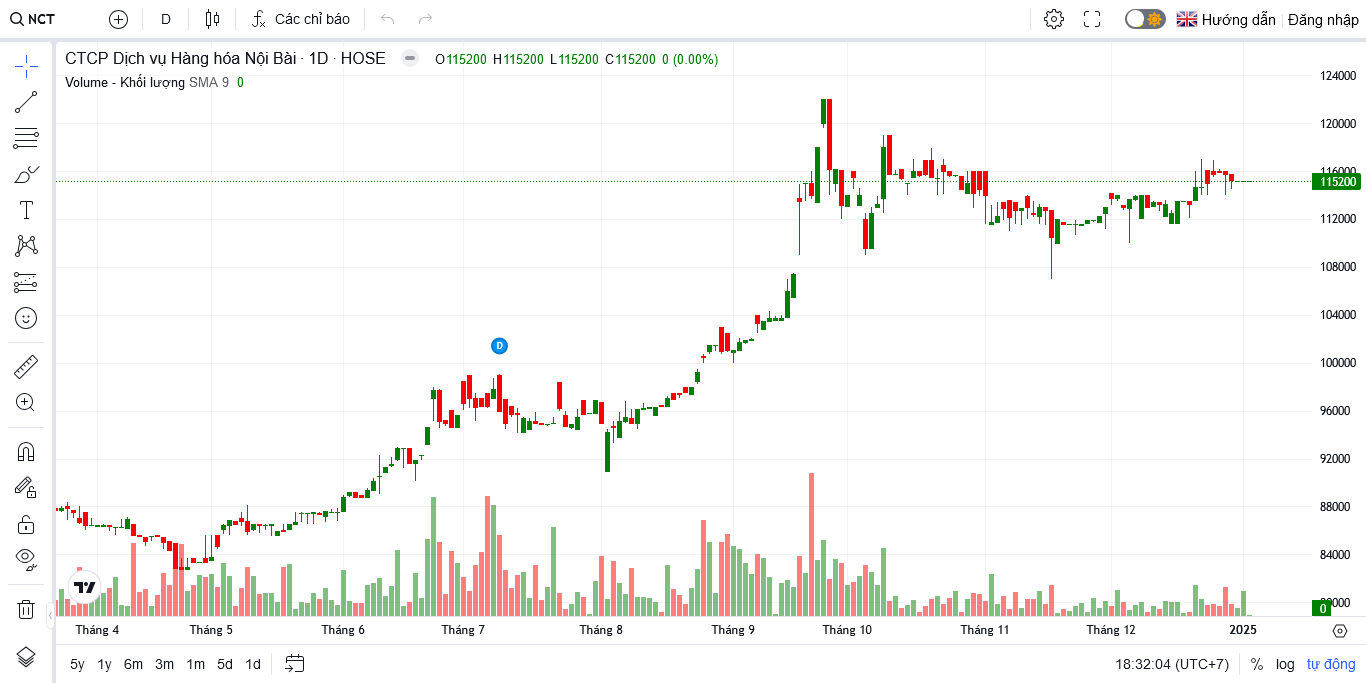 NCT D Các chỉ báo Hướng dẫn Đăng nhập
CTCP Dịch vụ Hàng hóa Nội Bài · 1D · HOSE O115200 H115200 L115200 C115200 0 (0.00%)
Volume - Khối lượng SMA 9 0
124000
120000
116000
115200
112000
108000
104000
100000
D
96000
92000
88000
84000
0
Tháng 4 Tháng 5 Tháng 6 Tháng 7 Tháng 8 Tháng 9 Tháng 10 Tháng 11 Tháng 12 2025
5y 1y 6m 3m 1m 5d 1d 18:32:04 (UTC+7) % log tự động